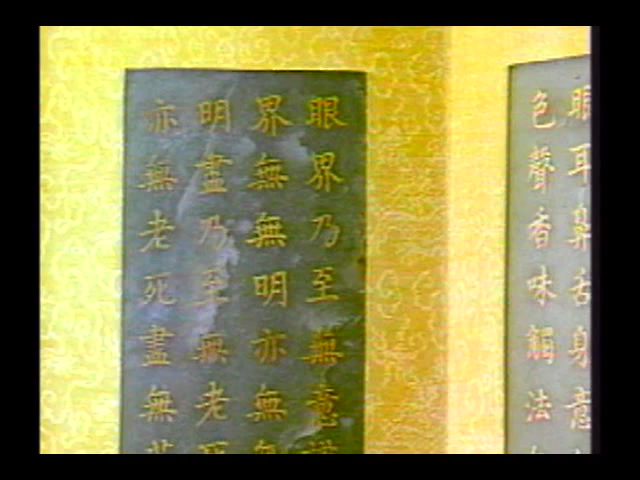 眼耳鼻舌身意
色聲香味觸法
眼界乃至無意
界無無明亦無
明盡乃至無老
亦無老死盡無